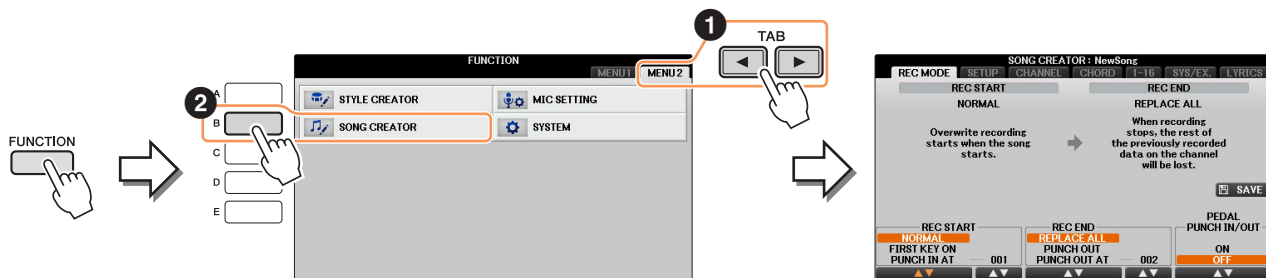 1
TAB
FUNCTION
MENU1 MENU2
2
A
STYLE CREATOR MIC SETTING
B
SONG CREATOR SYSTEM
FUNCTION
C
D
E
SONG CREATOR : NewSong
REC MODE SETUP CHANNEL CHORD 1-16 SYS/EX. LYRICS
REC START REC END
NORMAL REPLACE ALL
Overwrite recording
starts when the song
starts.
When recording
stops, the rest of
the previously recorded
data on the channel
will be lost.
SAVE
REC START
NORMAL
FIRST KEY ON
PUNCH IN AT 001
REC END
REPLACE ALL
PUNCH OUT
PUNCH OUT AT 002
PEDAL
PUNCH IN/OUT
ON
OFF